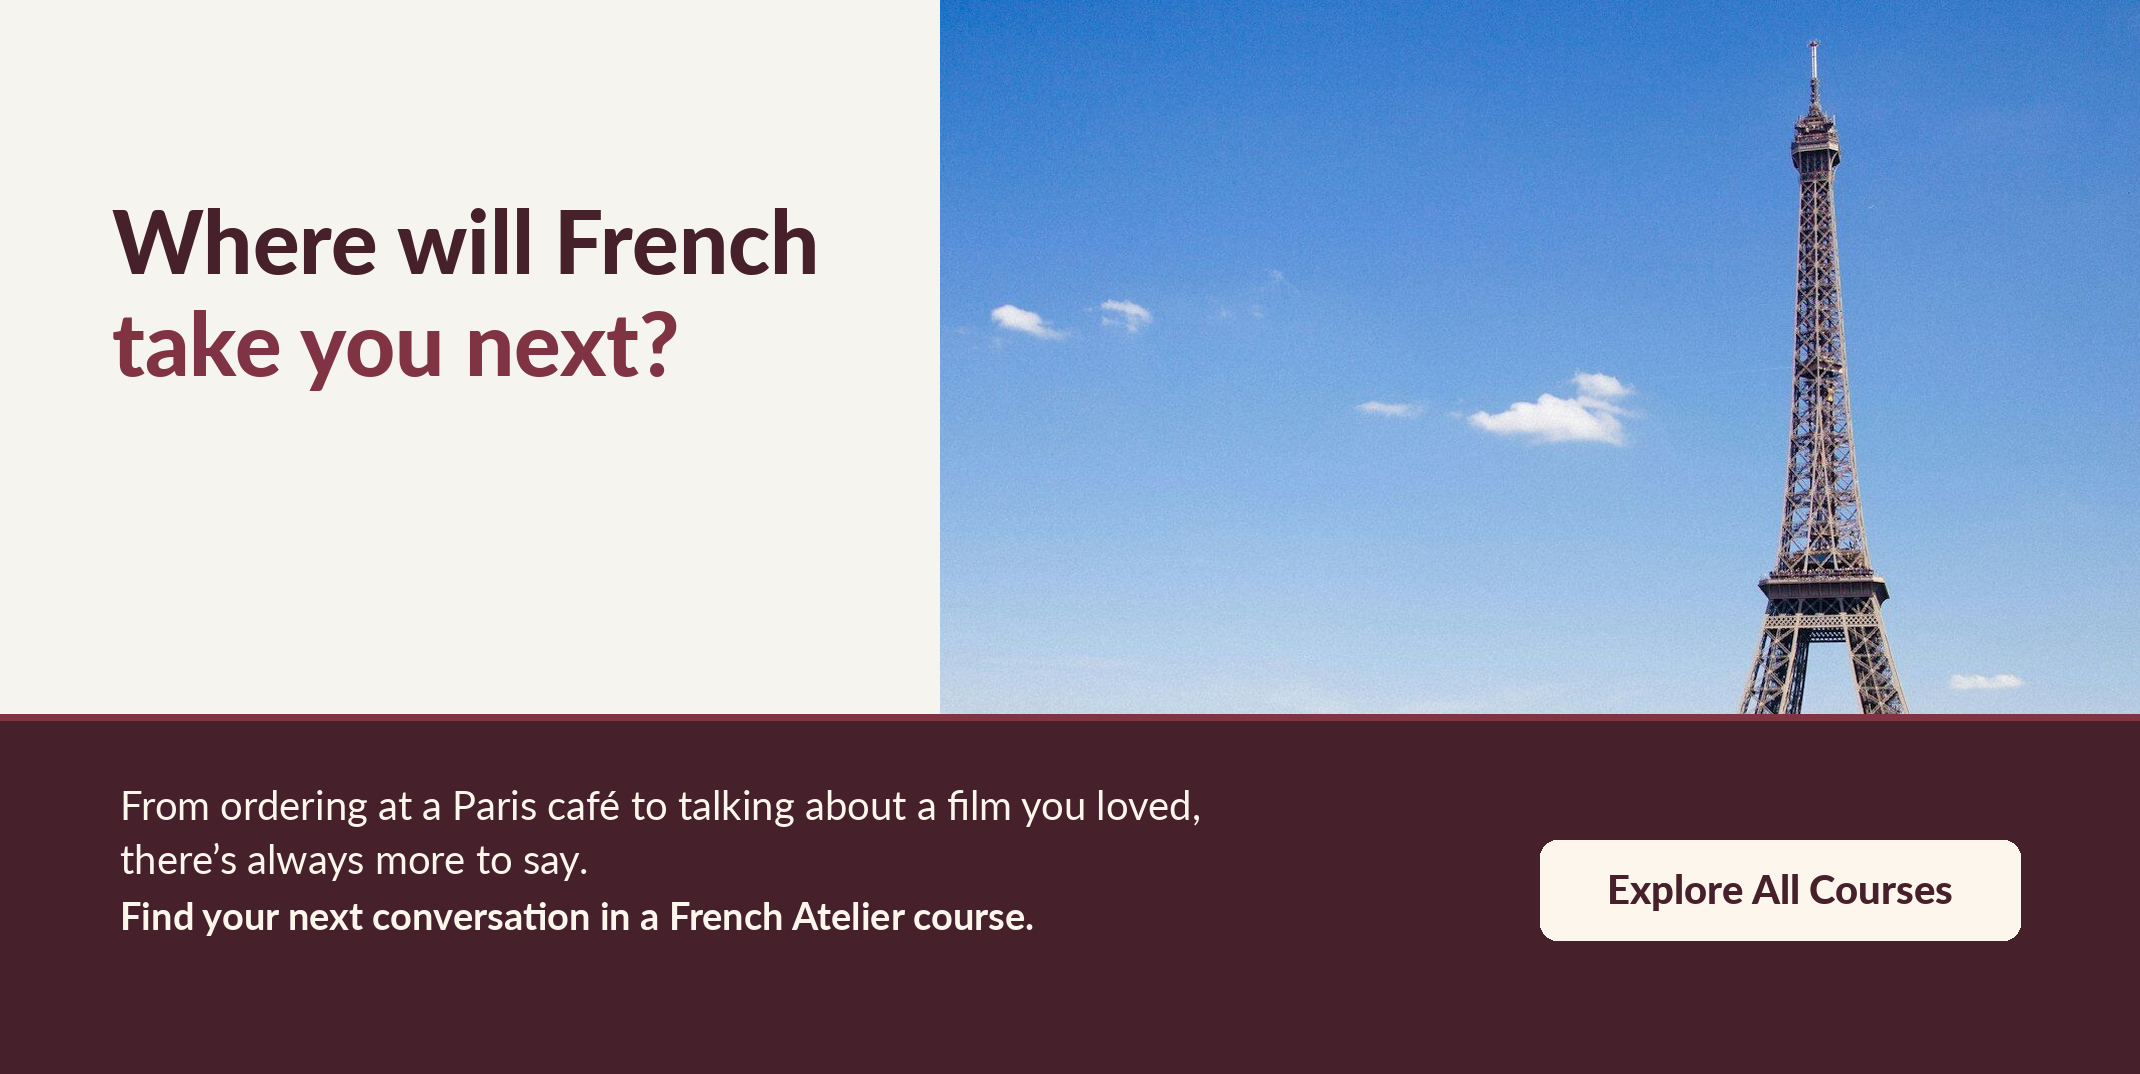 Where will French
take you next?
From ordering at a Paris café to talking about a film you loved,
there’s always more to say.
Find your next conversation in a French Atelier course.
Explore All Courses